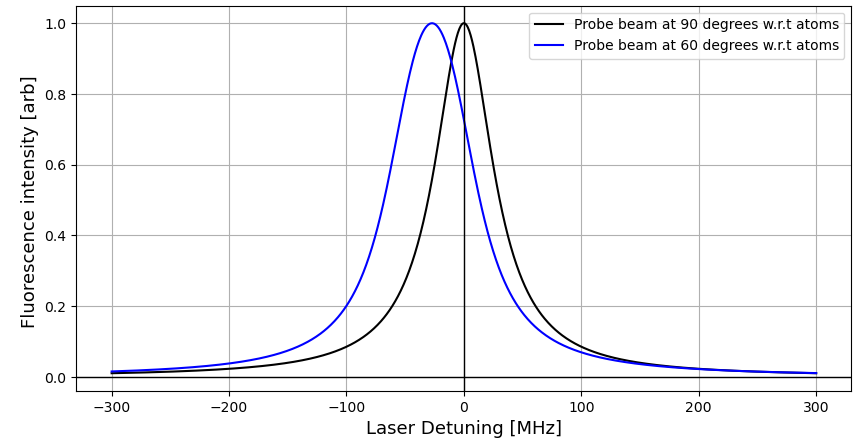 Probe beam at 90 degrees w.r.t atoms
Probe beam at 60 degrees w.r.t atoms
Fluorescence intensity [arb]
1.0
0.8
0.6
0.4
0.2
0.0
−300 −200 −100 0 100 200 300
Laser Detuning [MHz]